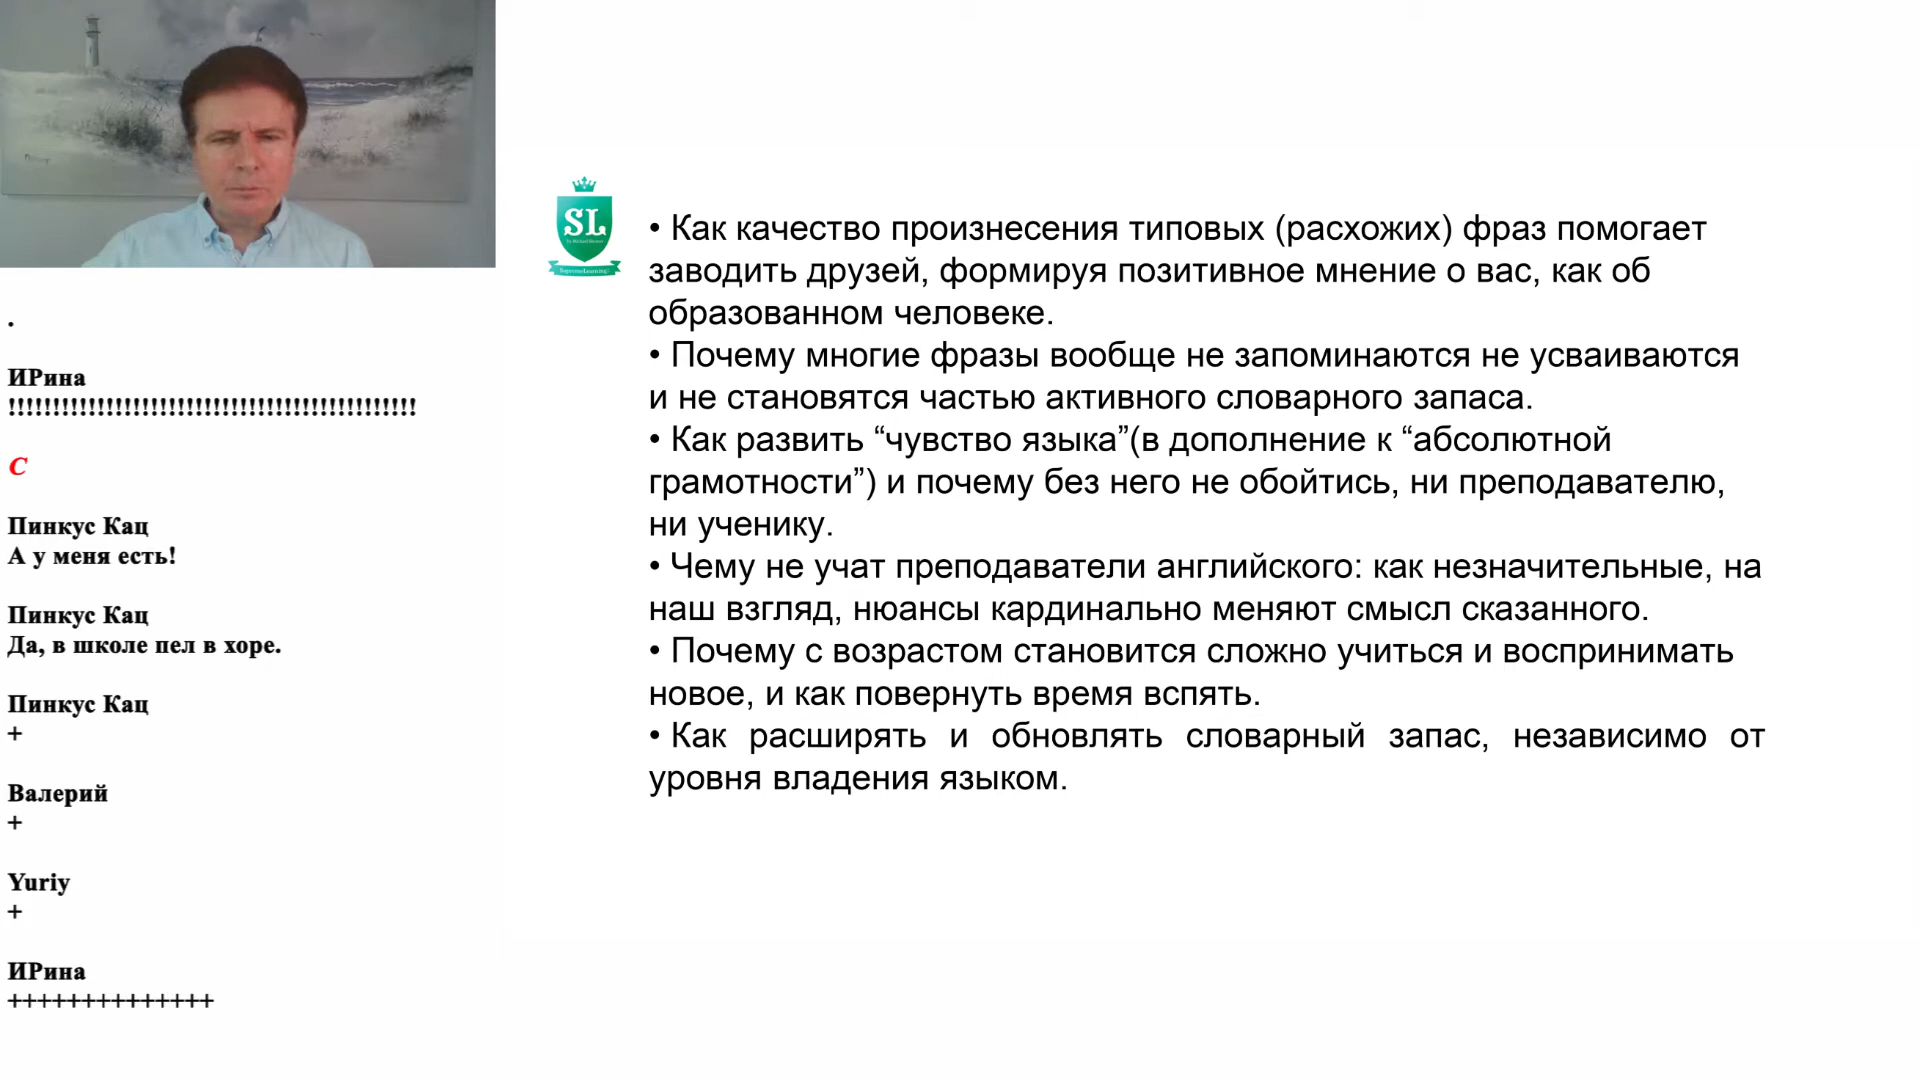 .
ИРина
!!!!!!!!!!!!!!!!!!!!!!!!!!!!!!!!!!!!!!!!!!!!!!
С
Пинкус Кац
А у меня есть!
Пинкус Кац
Да, в школе пел в хоре.
Пинкус Кац
+
Валерий
+
Yuriy
+
ИРина
++++++++++++++
SL
• Как качество произнесения типовых (расхожих) фраз помогает
заводить друзей, формируя позитивное мнение о вас, как об
образованном человеке.
• Почему многие фразы вообще не запоминаются не усваиваются
и не становятся частью активного словарного запаса.
• Как развить “чувство языка”(в дополнение к “абсолютной
грамотности”) и почему без него не обойтись, ни преподавателю,
ни ученику.
• Чему не учат преподаватели английского: как незначительные, на
наш взгляд, нюансы кардинально меняют смысл сказанного.
• Почему с возрастом становится сложно учиться и воспринимать
новое, и как повернуть время вспять.
• Как расширять и обновлять словарный запас, независимо от
уровня владения языком.